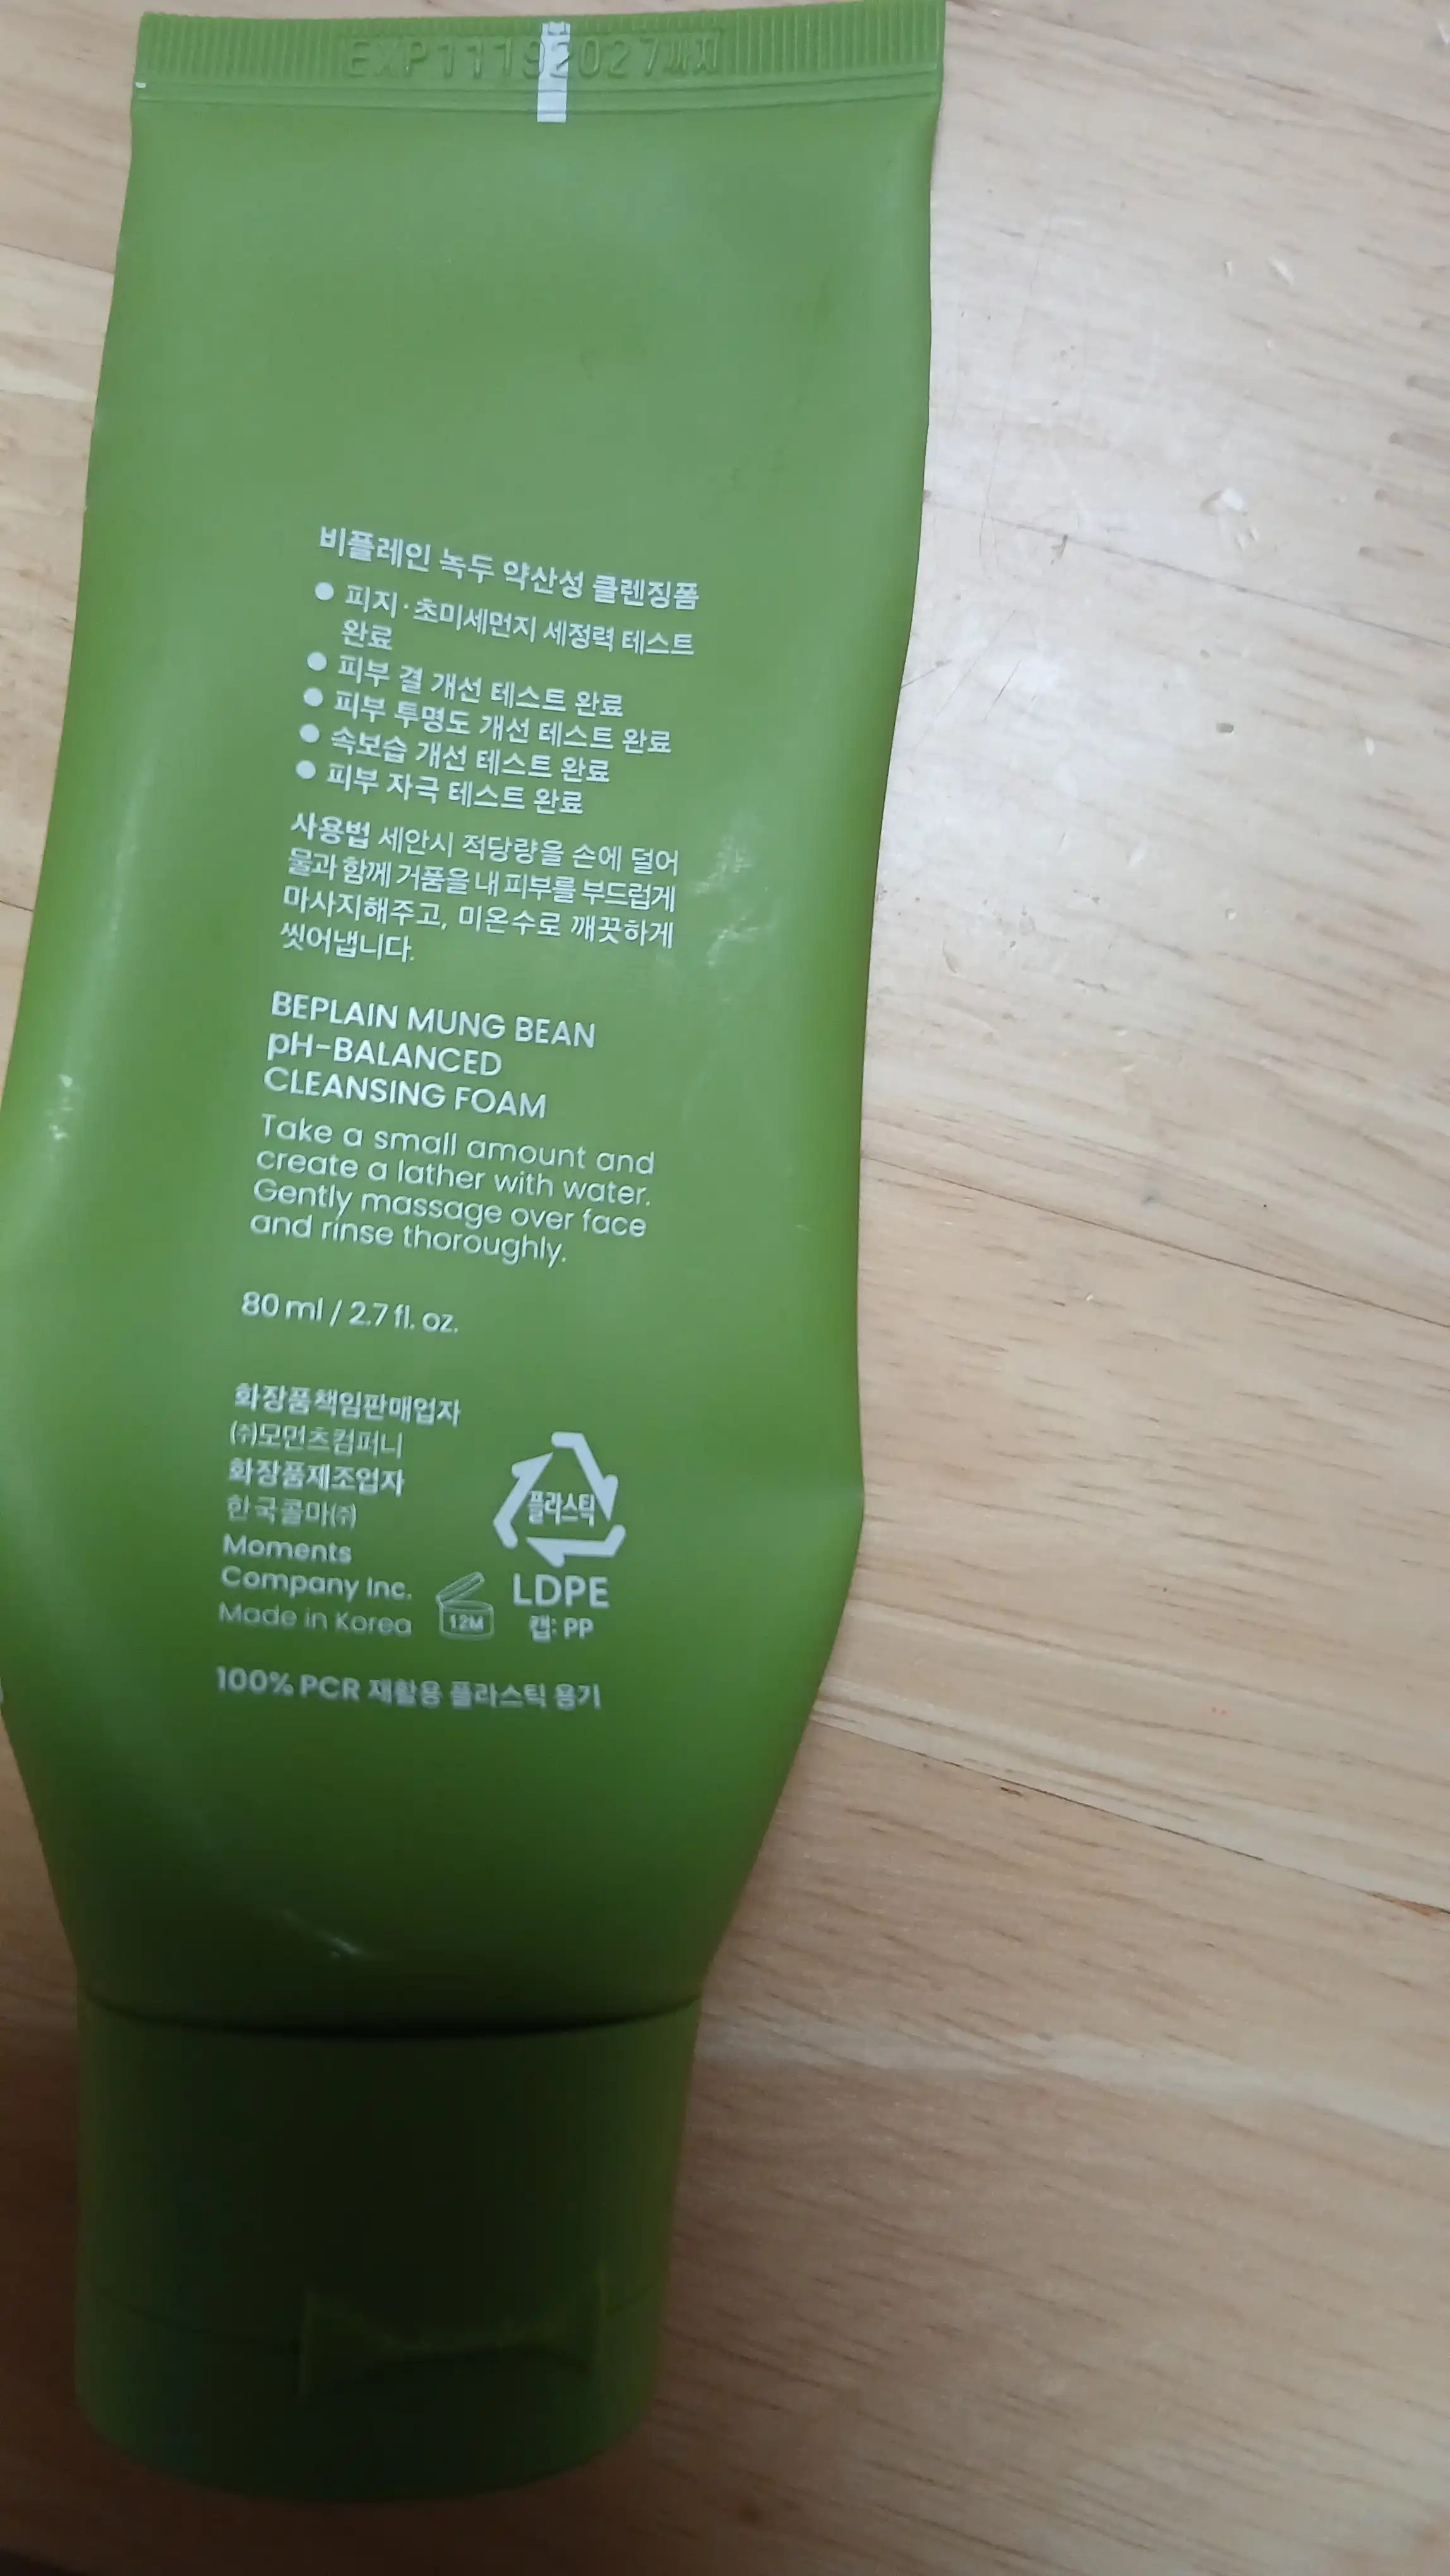 EXP11192027까지
비플레인 녹두 약산성 클렌징폼
● 피지·초미세먼지 세정력 테스트
완료
● 피부 결 개선 테스트 완료
● 피부 투명도 개선 테스트 완료
● 속보습 개선 테스트 완료
● 피부 자극 테스트 완료
사용법 세안시 적당량을 손에 덜어
물과 함께 거품을 내 피부를 부드럽게
마사지해주고, 미온수로 깨끗하게
씻어냅니다.
BEPLAIN MUNG BEAN
pH-BALANCED
CLEANSING FOAM
Take a small amount and
create a lather with water.
Gently massage over face
and rinse thoroughly.
80 ml / 2.7 fl. oz.
화장품책임판매업자
㈜모먼츠컴퍼니
화장품제조업자
한국콜마㈜
Moments
Company Inc.
Made in Korea
12M
플라스틱
LDPE
캡: PP
100% PCR 재활용 플라스틱 용기